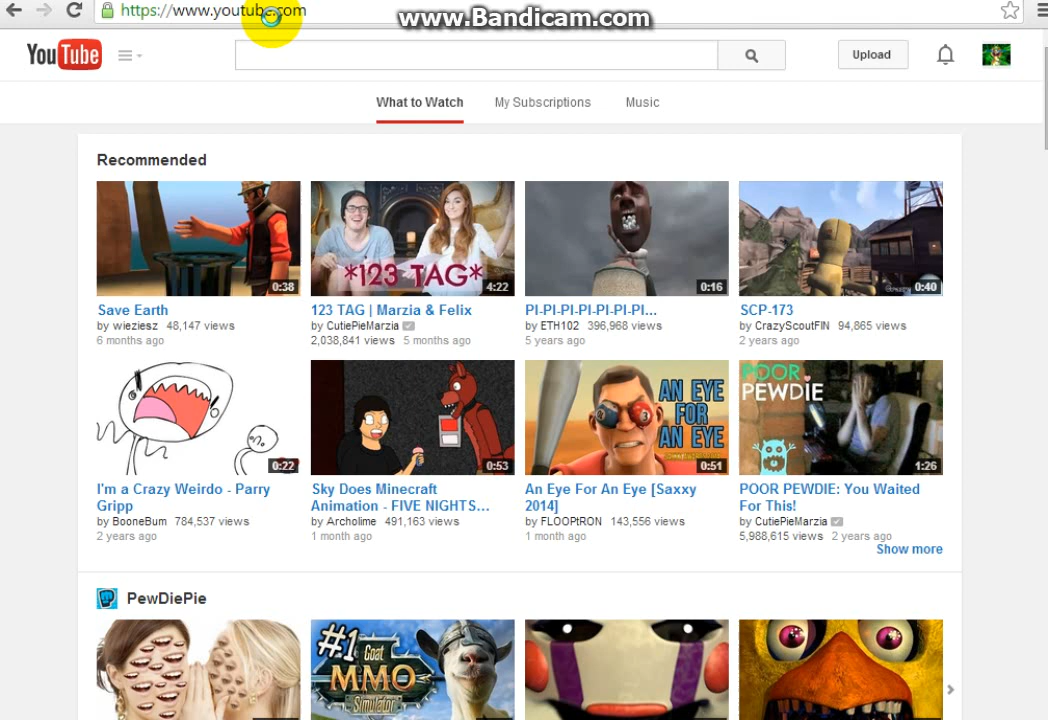 https://www.youtube.com
www.Bandicam.com
YouTube
Upload
What to Watch
My Subscriptions
Music
Recommended
*123 TAG*
0:38
4:22
0:16
0:40
Save Earth
by wieziesz 48,147 views
6 months ago
123 TAG | Marzia & Felix
by CutiePieMarzia
2,038,841 views 5 months ago
PI-PI-PI-PI-PI-PI-PI...
by ETH102 396,968 views
5 years ago
SCP-173
by CrazyScoutFIN 94,865 views
2 years ago
AN EYE
FOR
AN EYE
POOR
PEWDIE
0:22
0:53
0:51
1:26
I'm a Crazy Weirdo - Parry
Gripp
by BooneBum 784,537 views
2 years ago
Sky Does Minecraft
Animation - FIVE NIGHTS...
by Archolime 491,163 views
1 month ago
An Eye For An Eye [Saxxy
2014]
by FLOOPtRON 143,556 views
1 month ago
POOR PEWDIE: You Waited
For This!
by CutiePieMarzia
5,988,615 views 2 years ago
Show more
PewDiePie
#1
Goat
MMO
Simulator